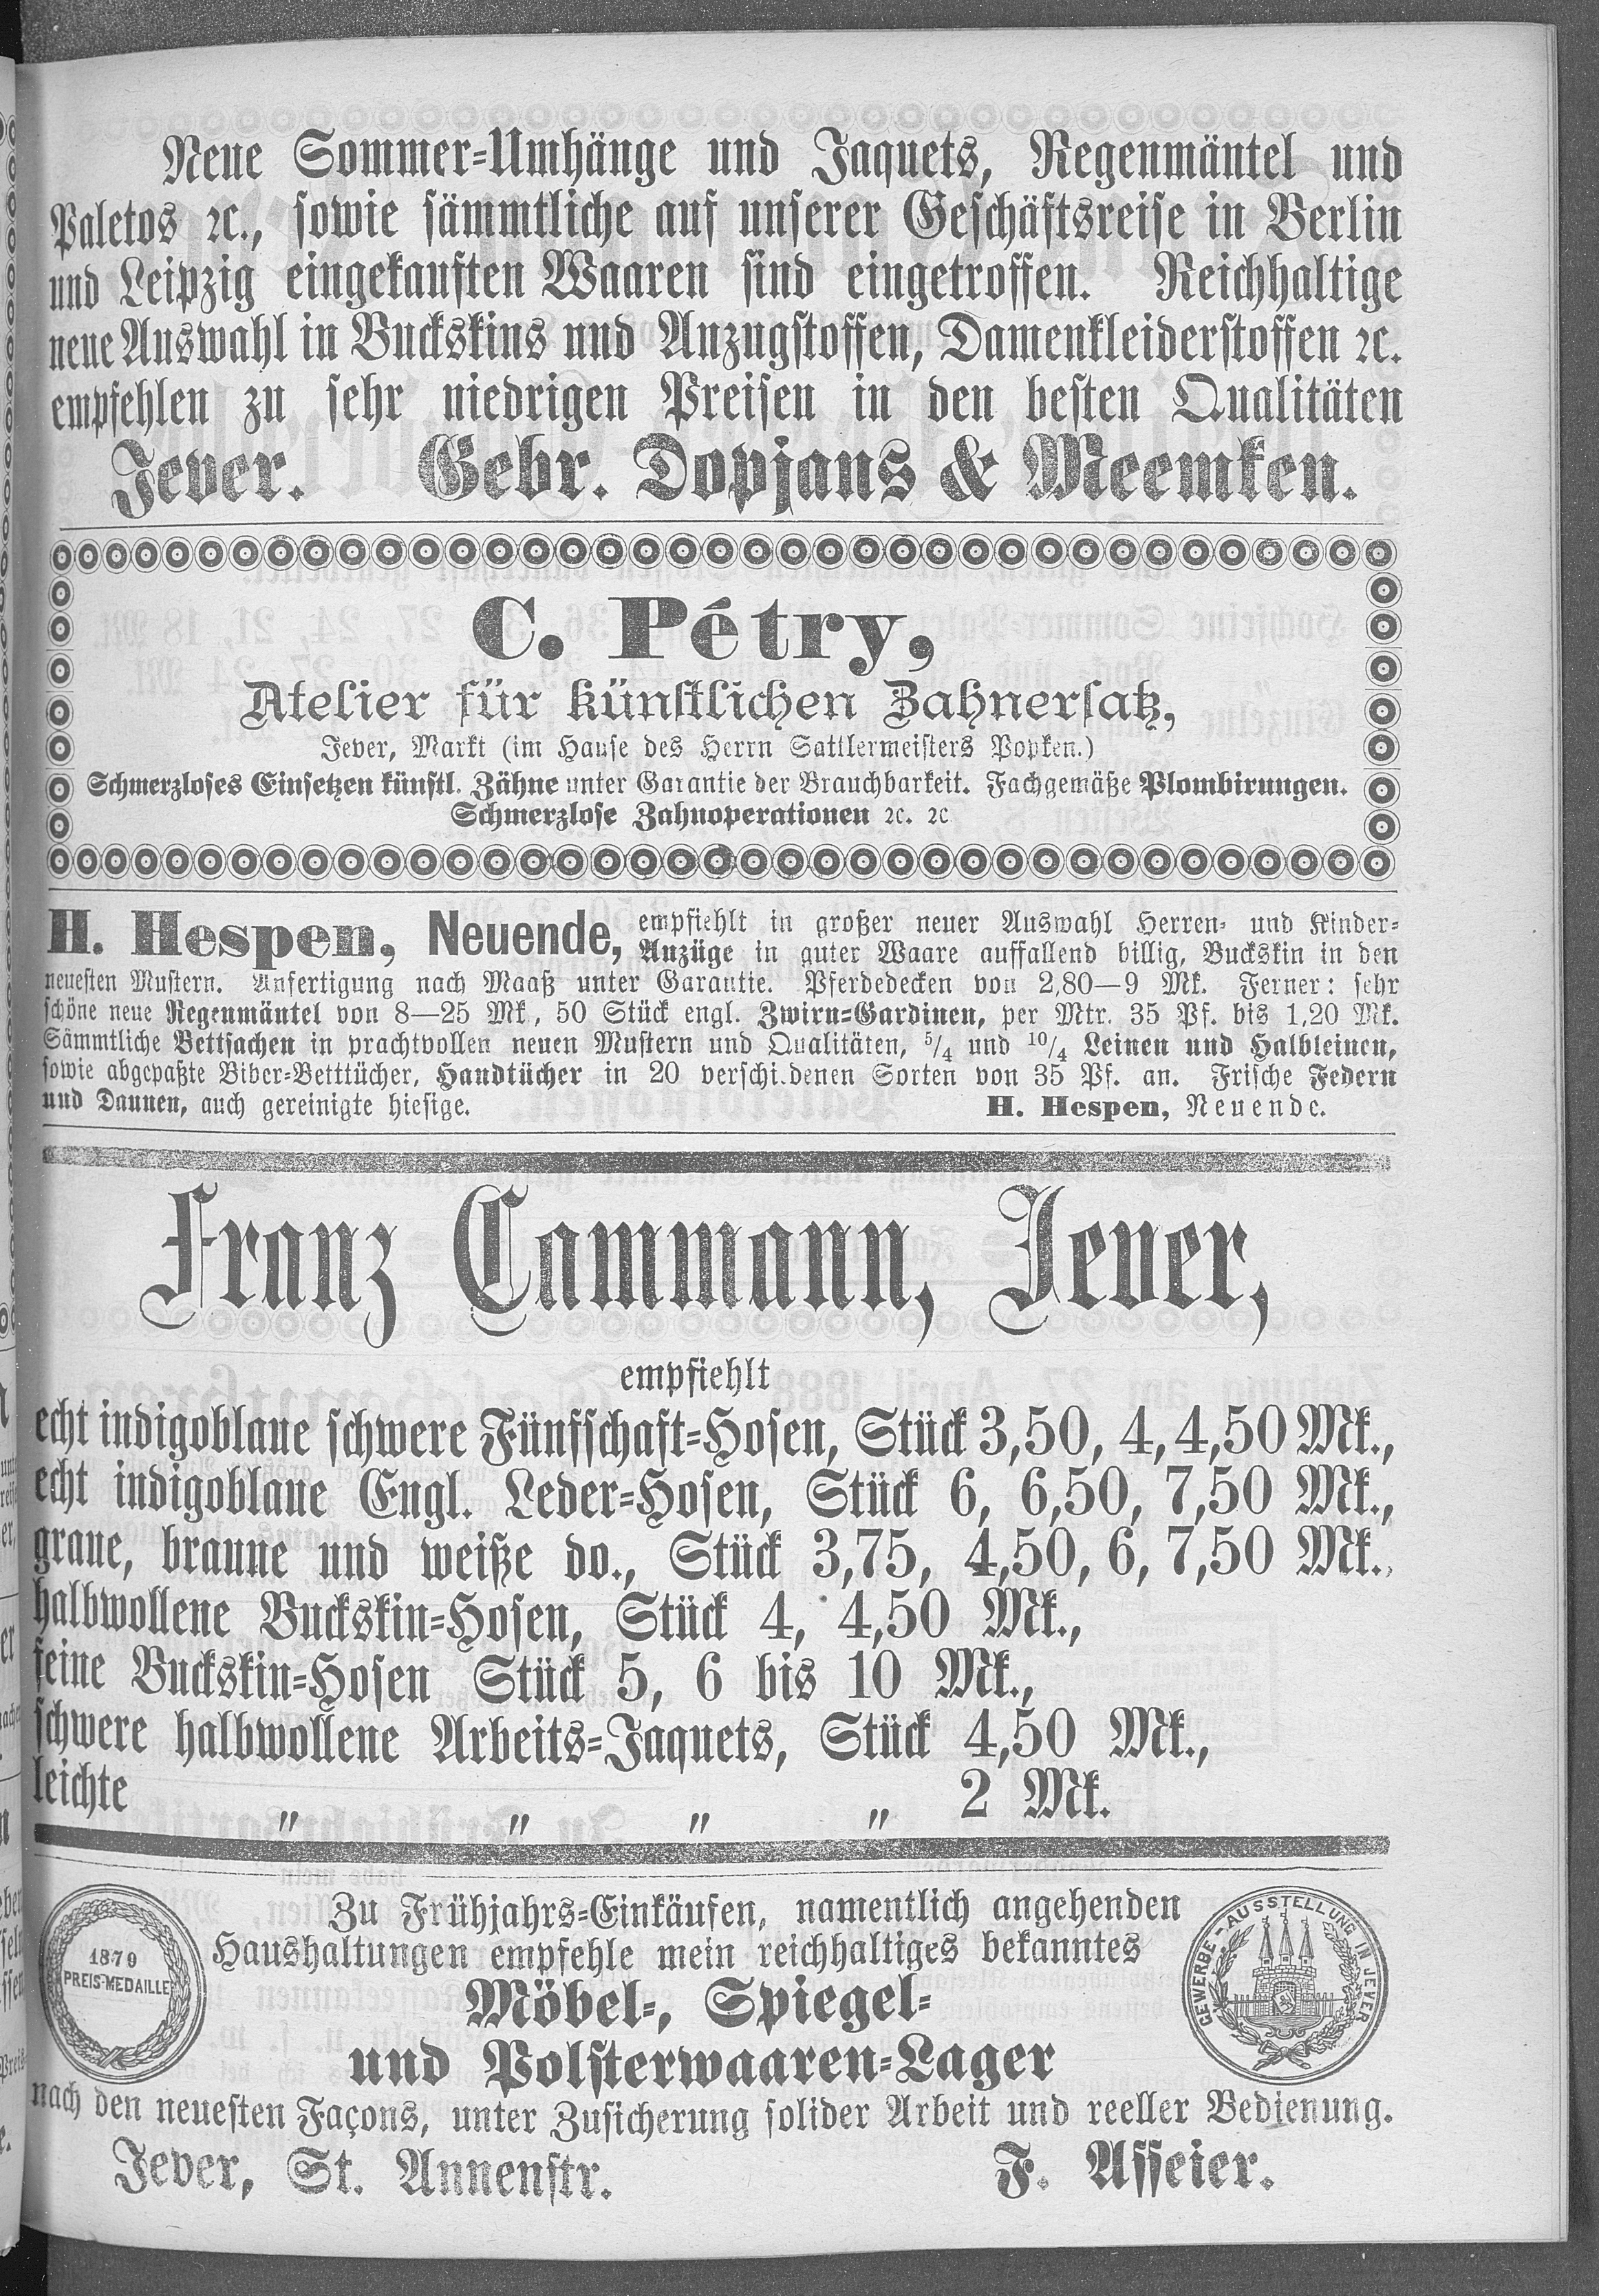 Neue Sommer-Umhänge und Jaquets, Regenmäntel und
Paletos ꝛc., sowie sämmtliche auf unserer Geschäftsreise in Berlin
und Leipzig eingekauften Waaren sind eingetroffen. Reichhaltige
neue Auswahl in Buckskins und Anzugstoffen, Damenkleiderstoffen ꝛc.
empfehlen zu sehr niedrigen Preisen in den besten Qualitäten
Jever. Gebr. Dopjans & Meemken.
C. Pétry,
Atelier für künstlichen Zahnersatz,
Jever, Markt (im Hause des Herrn Sattlermeisters Popken.)
Schmerzloses Einsetzen künstl. Zähne unter Garantie der Brauchbarkeit. Fachgemäße Plombirungen.
Schmerzlose Zahnoperationen ꝛc. ꝛc
H. Hespen, Neuende, empfiehlt in großer neuer Auswahl Herren- und Kinder-
Anzüge in guter Waare auffallend billig, Buckskin in den
neuesten Mustern. Anfertigung nach Maaß unter Garantie. Pferdedecken von 2,80—9 Mk. Ferner: sehr
schöne neue Regenmäntel von 8—25 Mk, 50 Stück engl. Zwirn-Gardinen, per Mtr. 35 Pf. bis 1,20 Mk.
Sämmtliche Bettsachen in prachtvollen neuen Mustern und Qualitäten, 5/4 und 10/4 Leinen und Halbleinen,
sowie abgepaßte Biber-Betttücher, Handtücher in 20 verschiedenen Sorten von 35 Pf. an. Frische Federn
und Daunen, auch gereinigte hiesige. H. Hespen, Neuende.
Franz Cammann, Jever,
empfiehlt
echt indigoblaue schwere Fünfschaft-Hosen, Stück 3,50, 4, 4,50 Mk.,
echt indigoblaue Engl. Leder-Hosen, Stück 6, 6,50, 7,50 Mk.,
graue, braune und weiße do., Stück 3,75, 4,50, 6, 7,50 Mk.,
halbwollene Buckskin-Hosen, Stück 4, 4,50 Mk.,
feine Buckskin-Hosen Stück 5, 6 bis 10 Mk.,
schwere halbwollene Arbeits-Jaquets, Stück 4,50 Mk.,
leichte „ „ „ „ 2 Mk.
Zu Frühjahrs-Einkäufen, namentlich angehenden
Haushaltungen empfehle mein reichhaltiges bekanntes
1879
PREIS-MEDAILLE
GEWERBE-AUSSTELLUNG IN JEVER
Möbel-, Spiegel-
und Polsterwaaren-Lager
nach den neuesten Façons, unter Zusicherung solider Arbeit und reeller Bedienung.
Jever, St. Annenstr. F. Asseier.